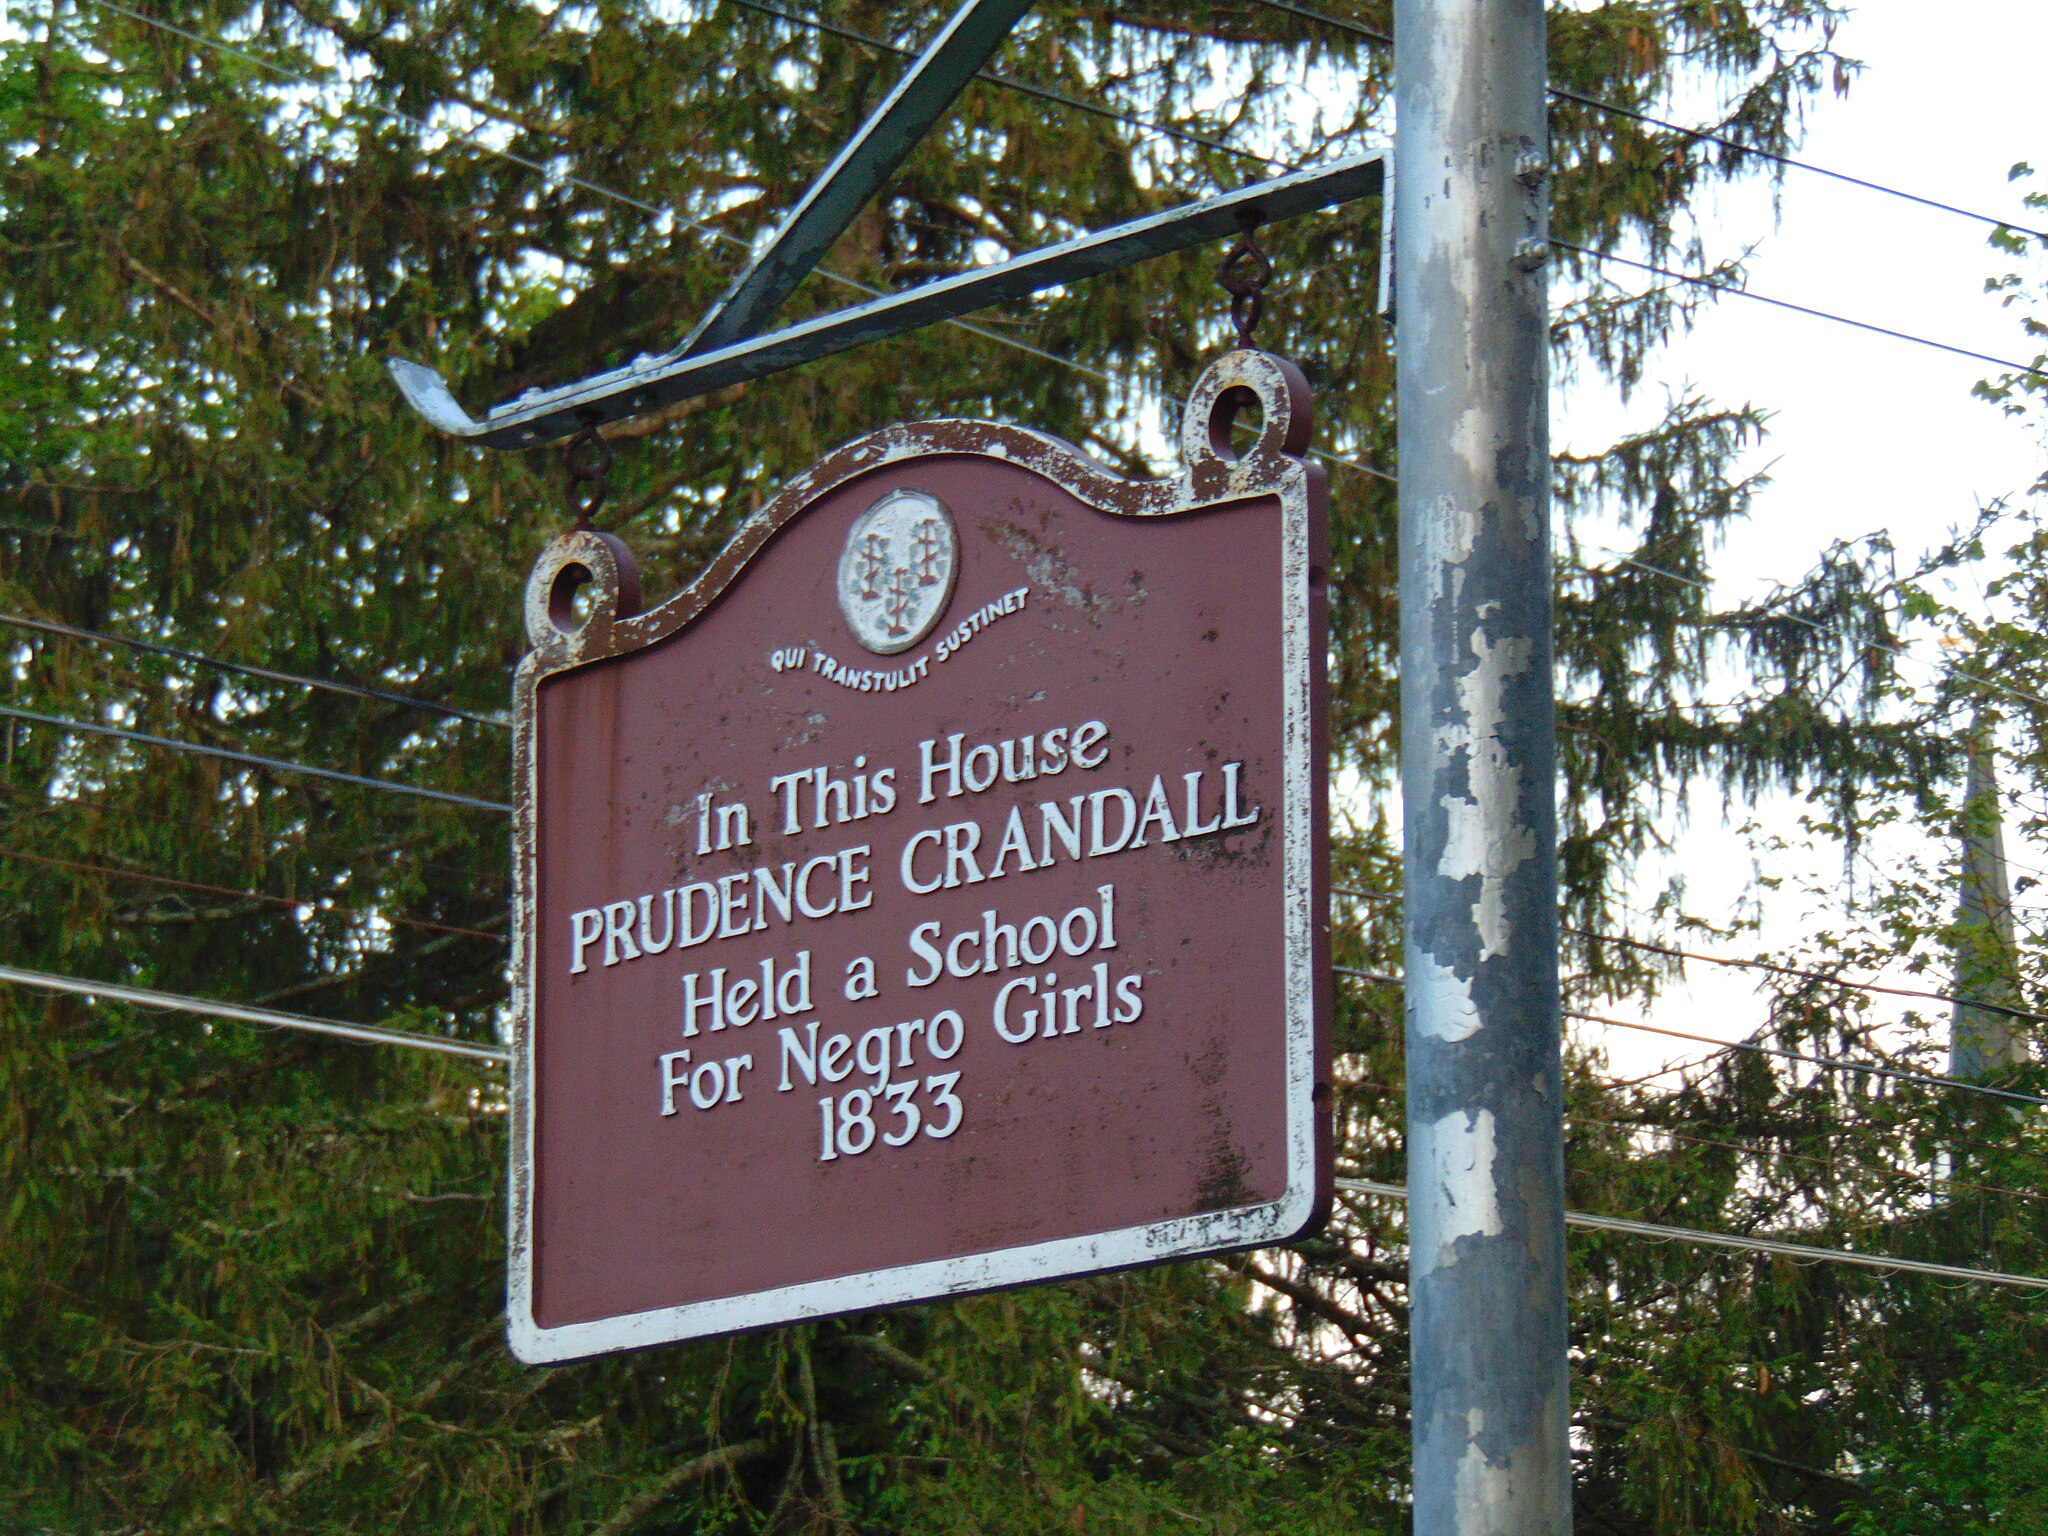 QUI TRANSTULIT SUSTINET
In This House
PRUDENCE CRANDALL
Held a School
For Negro Girls
1833